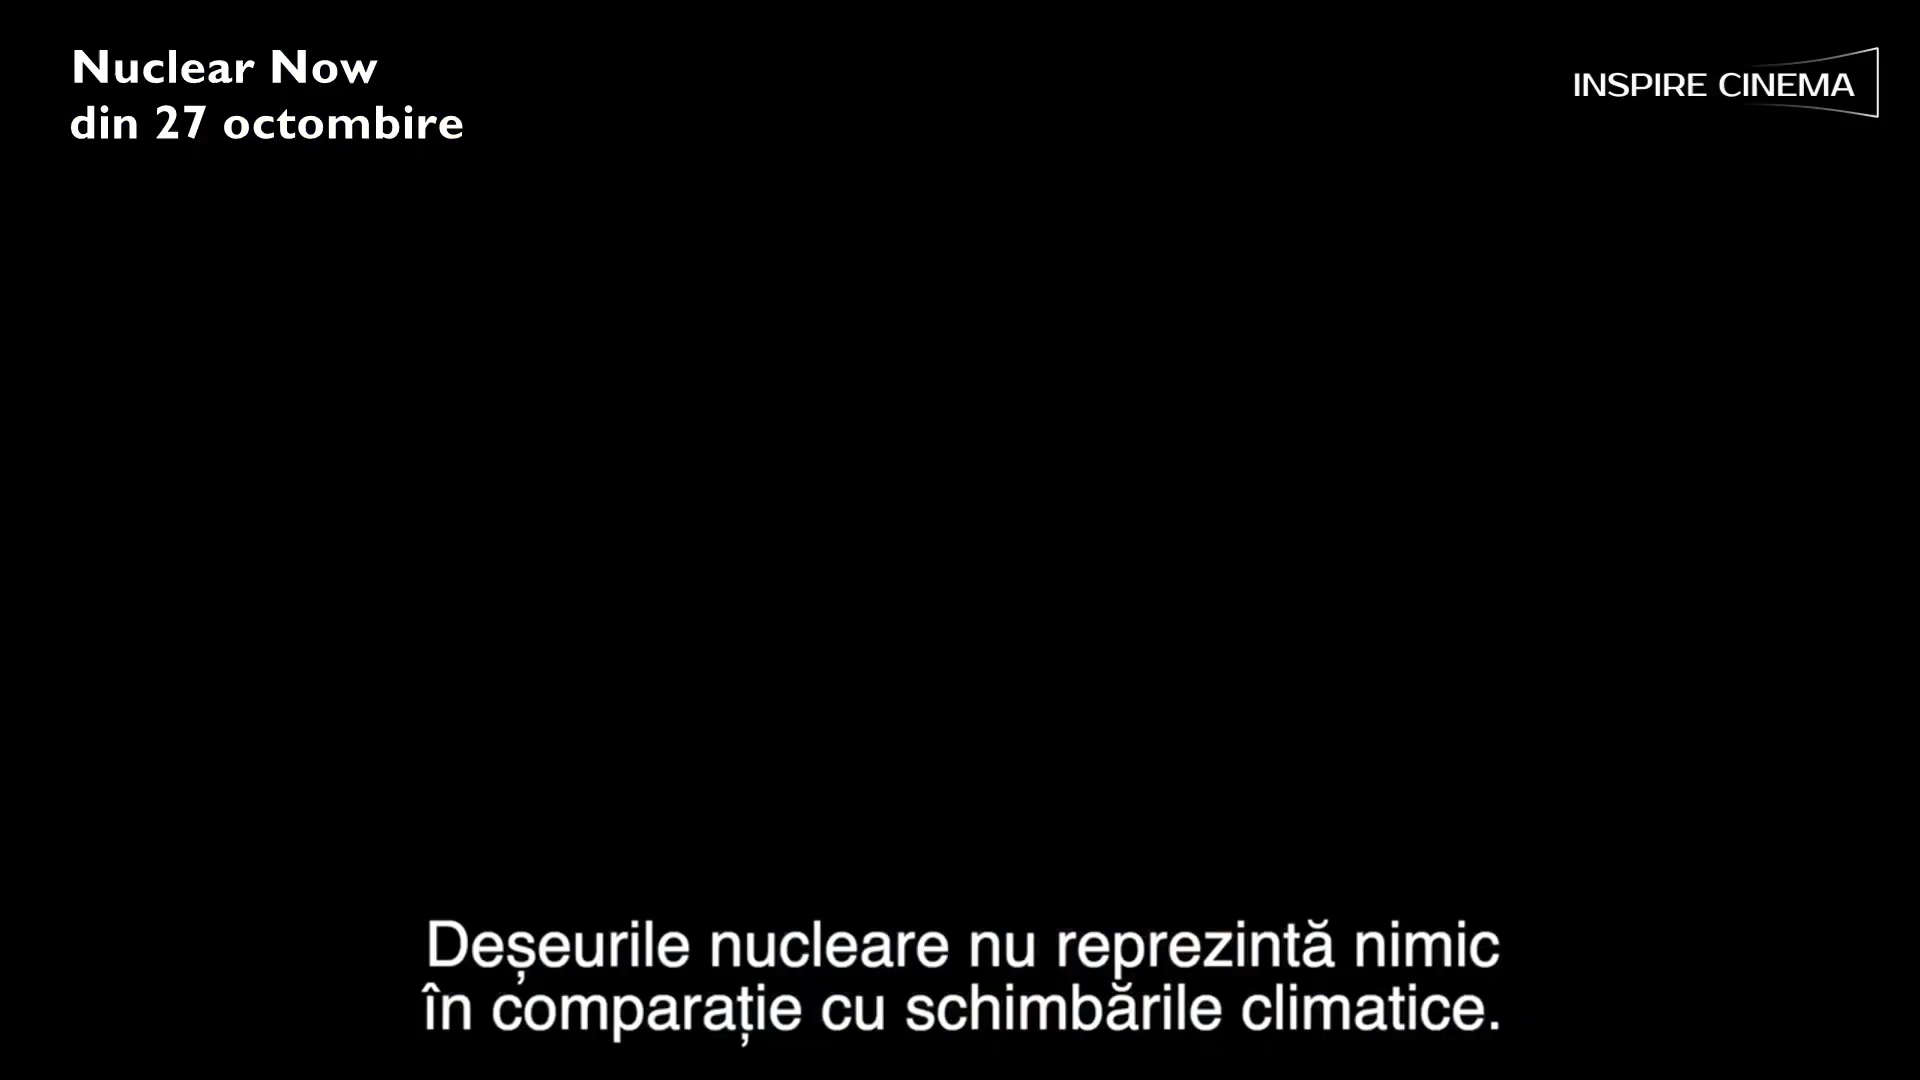 Nuclear Now
din 27 octombire
INSPIRE CINEMA
Deșeurile nucleare nu reprezintă nimic
în comparație cu schimbările climatice.